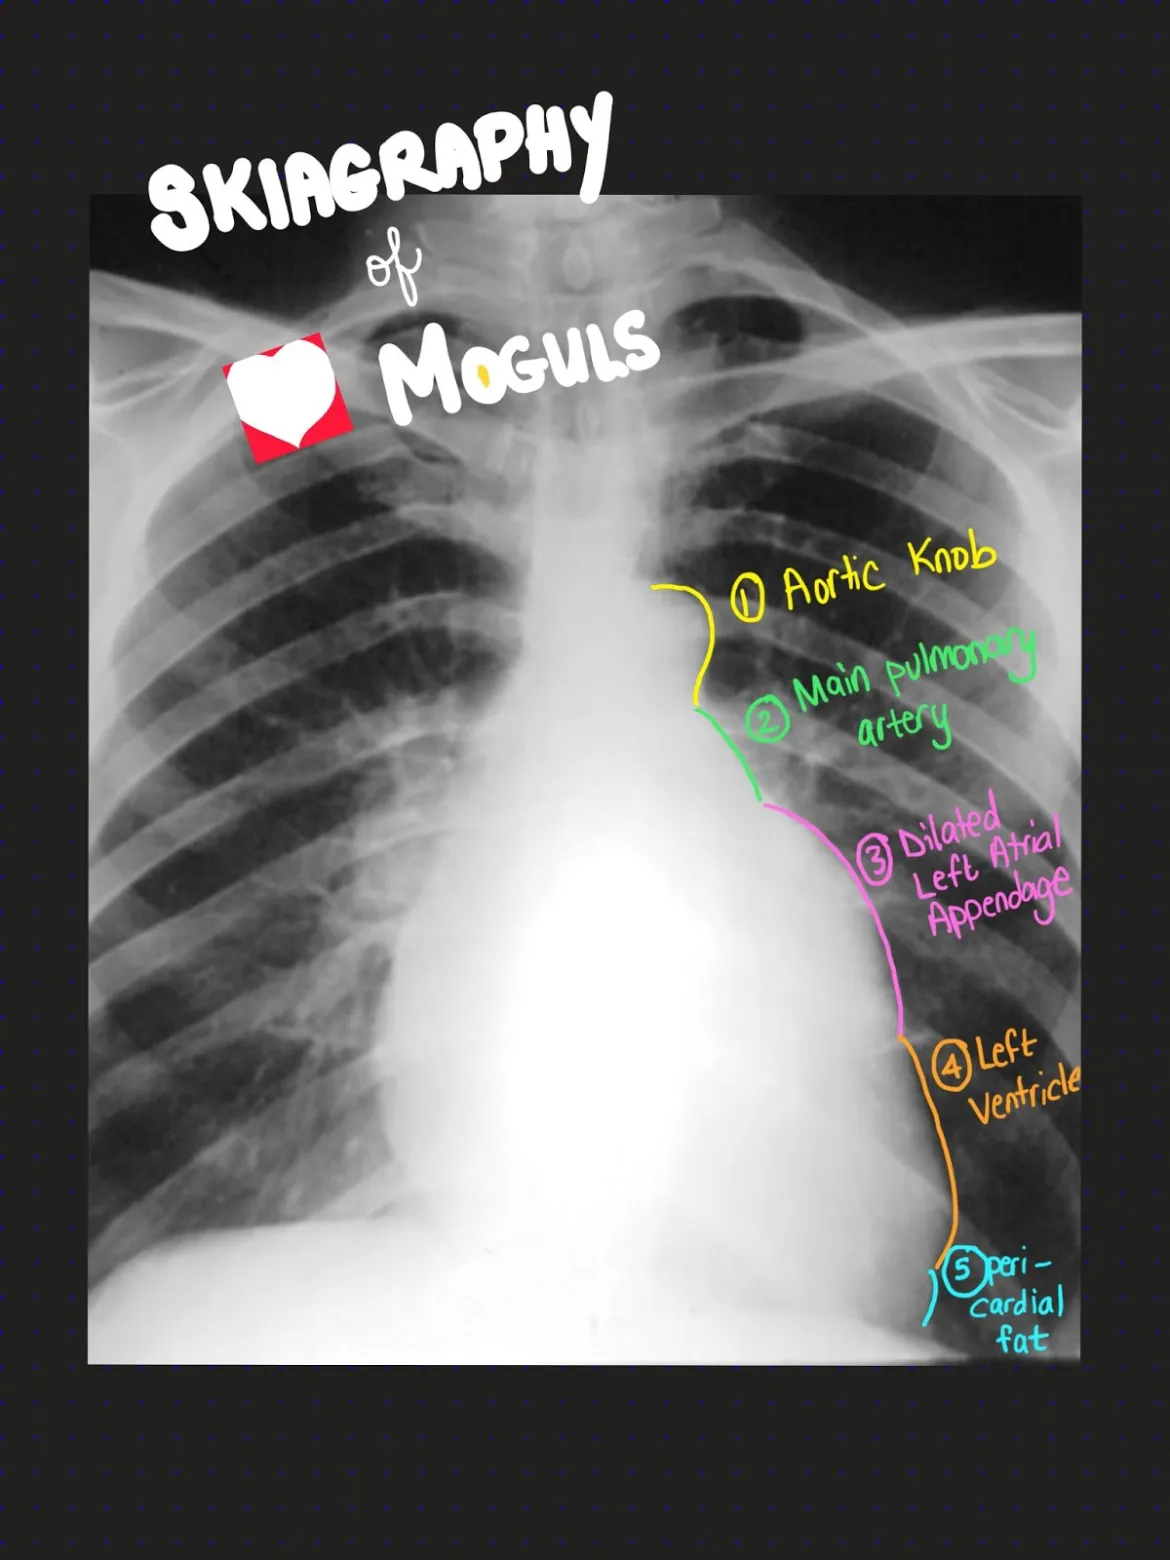 SKIAGRAPHY
of
MOGULS
① Aortic Knob
② Main pulmonary
artery
③ Dilated
Left Atrial
Appendage
④ Left
Ventricle
⑤ peri-
cardial
fat